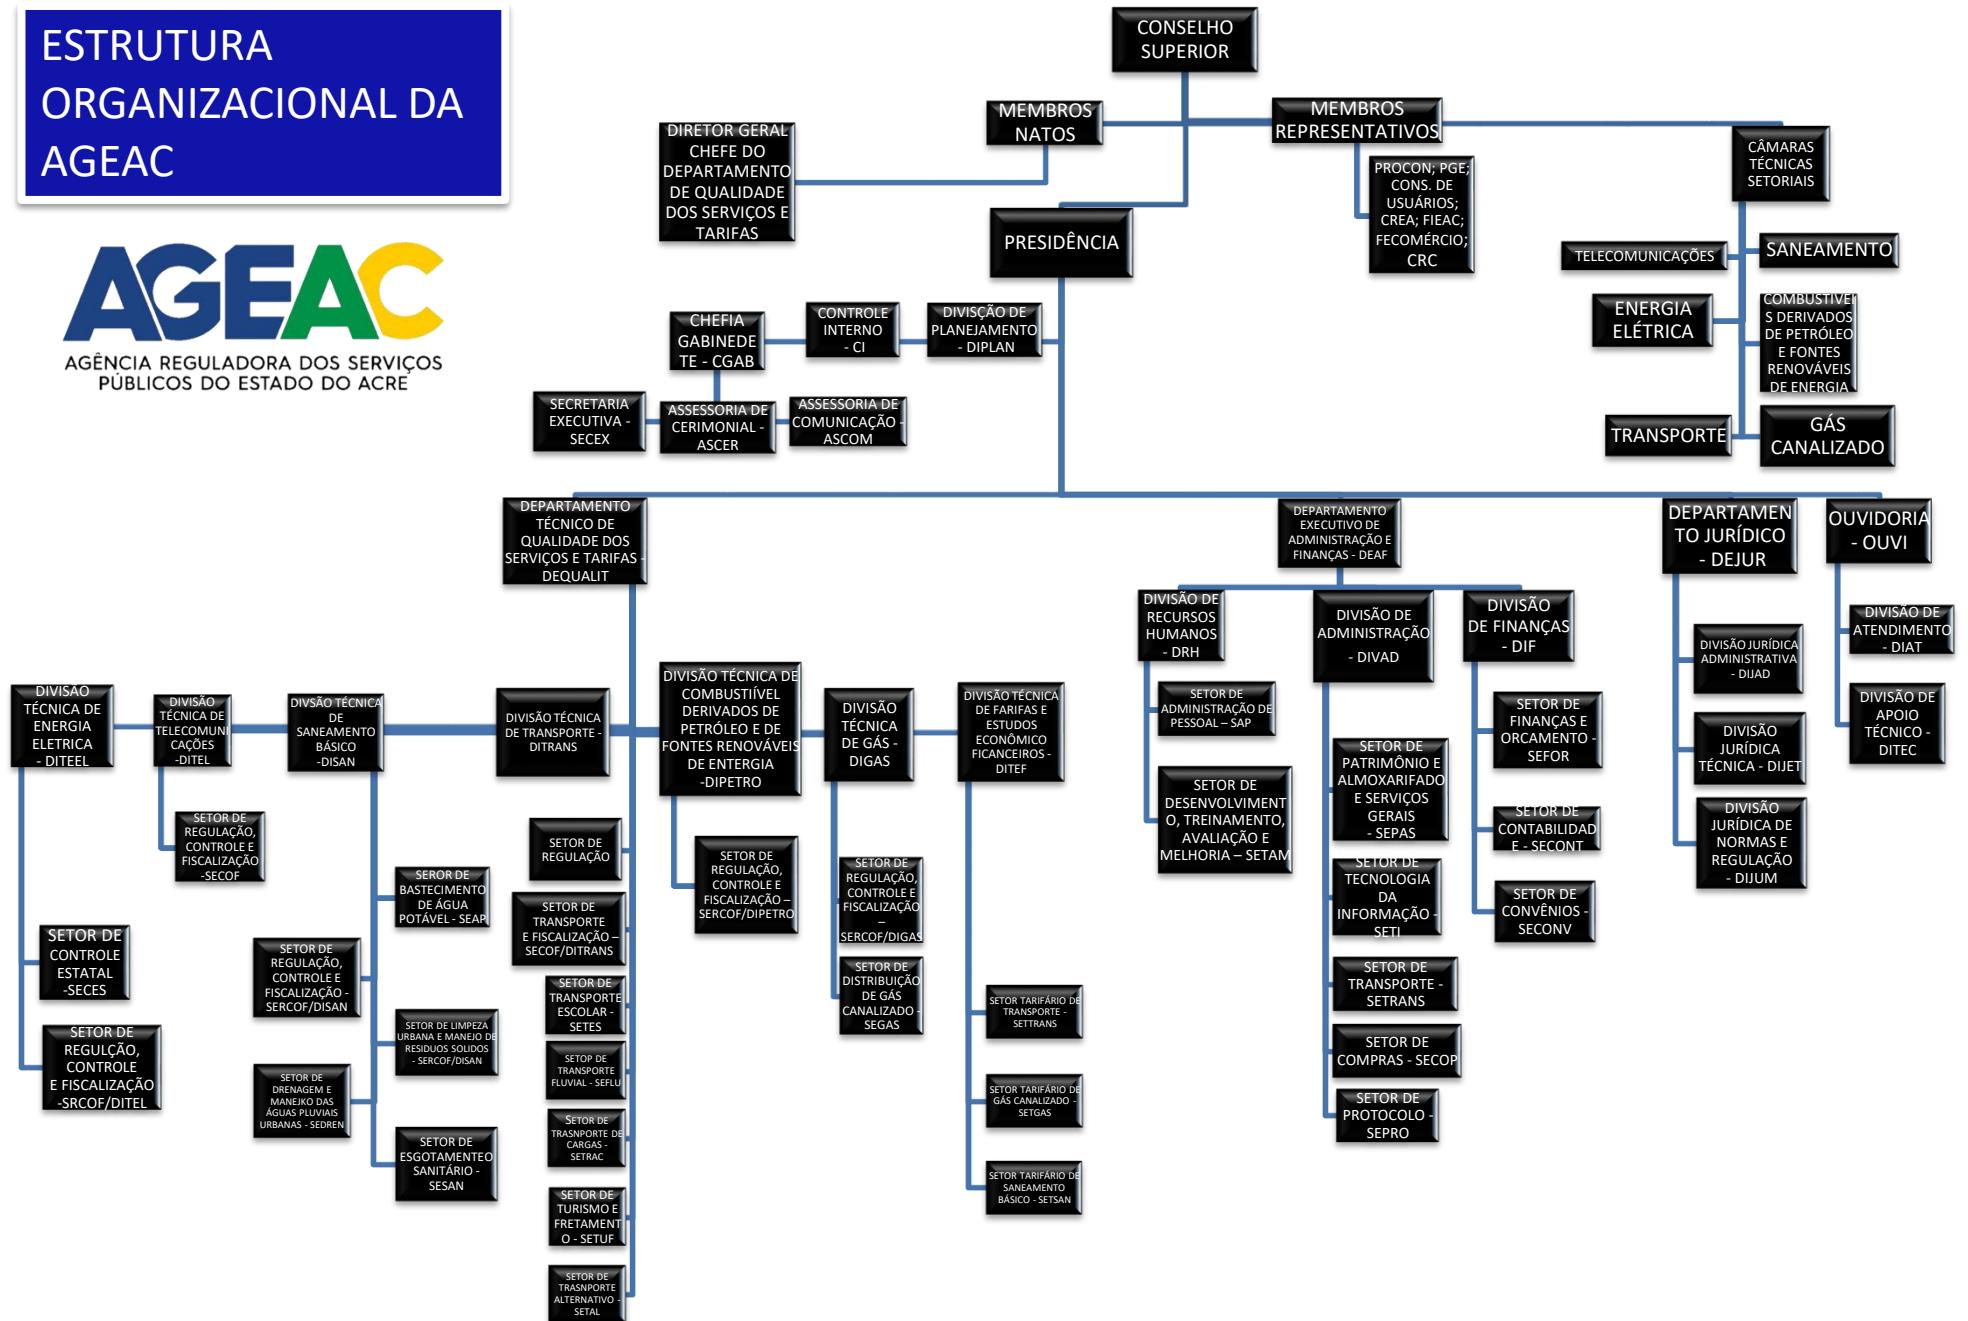 ESTRUTURA
ORGANIZACIONAL DA
AGEAC
AGEAC
AGÊNCIA REGULADORA DOS SERVIÇOS
PÚBLICOS DO ESTADO DO ACRE
CONSELHO
SUPERIOR
MEMBROS
NATOS
MEMBROS
REPRESENTATIVOS
DIRETOR GERAL
CHEFE DO
DEPARTAMENTO
DE QUALIDADE
DOS SERVIÇOS E
TARIFAS
PROCON; PGE;
CONS. DE
USUÁRIOS;
CREA; FIEAC;
FECOMÉRCIO;
CRC
CÂMARAS
TÉCNICAS
SETORIAIS
PRESIDÊNCIA
TELECOMUNICAÇÕES
SANEAMENTO
ENERGIA
ELÉTRICA
COMBUSTIVEI
S DERIVADOS
DE PETRÓLEO
E FONTES
RENOVÁVEIS
DE ENERGIA
TRANSPORTE
GÁS
CANALIZADO
CHEFIA
GABINEDE
TE - CGAB
CONTROLE
INTERNO
- CI
DIVISÇÃO DE
PLANEJAMENTO
- DIPLAN
SECRETARIA
EXECUTIVA -
SECEX
ASSESSORIA DE
CERIMONIAL -
ASCER
ASSESSORIA DE
COMUNICAÇÃO -
ASCOM
DEPARTAMENTO
TÉCNICO DE
QUALIDADE DOS
SERVIÇOS E TARIFAS -
DEQUALIT
DEPARTAMENTO
EXECUTIVO DE
ADMINISTRAÇÃO E
FINANÇAS - DEAF
DEPARTAMEN
TO JURÍDICO
- DEJUR
OUVIDORIA
- OUVI
DIVISÃO DE
RECURSOS
HUMANOS
- DRH
DIVISÃO DE
ADMINISTRAÇÃO
- DIVAD
DIVISÃO
DE FINANÇAS
- DIF
DIVISÃO JURÍDICA
ADMINISTRATIVA
- DIJAD
DIVISÃO DE
ATENDIMENTO
- DIAT
DIVISÃO
TÉCNICA DE
ENERGIA
ELETRICA
- DITEEL
DIVISÃO
TÉCNICA DE
TELECOMUNI
CAÇÕES
-DITEL
DIVSÃO TÉCNICA
DE
SANEAMENTO
BÁSICO
-DISAN
DIVISÃO TÉCNICA
DE TRANSPORTE -
DITRANS
DIVISÃO TÉCNICA DE
COMBUSTIÍVEL
DERIVADOS DE
PETRÓLEO E DE
FONTES RENOVÁVEIS
DE ENTERGIA
-DIPETRO
DIVISÃO
TÉCNICA
DE GÁS -
DIGAS
DIVISÃO TÉCNICA
DE FARIFAS E
ESTUDOS
ECONÔMICO
FICANCEIROS -
DITEF
SETOR DE
ADMINISTRAÇÃO DE
PESSOAL – SAP
SETOR DE
DESENVOLVIMENT
O, TREINAMENTO,
AVALIAÇÃO E
MELHORIA – SETAM
SETOR DE
PATRIMÔNIO E
ALMOXARIFADO
E SERVIÇOS
GERAIS
- SEPAS
SETOR DE
TECNOLOGIA
DA
INFORMAÇÃO -
SETI
SETOR DE
TRANSPORTE -
SETRANS
SETOR DE
COMPRAS - SECOP
SETOR DE
PROTOCOLO -
SEPRO
SETOR DE
FINANÇAS E
ORCAMENTO -
SEFOR
SETOR DE
CONTABILIDAD
E - SECONT
SETOR DE
CONVÊNIOS -
SECONV
DIVISÃO
JURÍDICA
TÉCNICA - DIJET
DIVISÃO
JURÍDICA DE
NORMAS E
REGULAÇÃO
- DIJUM
DIVISÃO DE
APOIO
TÉCNICO -
DITEC
SETOR DE
CONTROLE
ESTATAL
-SECES
SETOR DE
REGULÇÃO,
CONTROLE
E FISCALIZAÇÃO
-SRCOF/DITEL
SETOR DE
REGULAÇÃO,
CONTROLE E
FISCALIZAÇÃO
-SECOF
SEROR DE
BASTECIMENTO
DE ÁGUA
POTÁVEL - SEAP
SETOR DE
REGULAÇÃO,
CONTROLE E
FISCALIZAÇÃO -
SERCOF/DISAN
SETOR DE LIMPEZA
URBANA E MANEJO DE
RESIDUOS SOLIDOS
- SERCOF/DISAN
SETOR DE
DRENAGEM E
MANEJKO DAS
ÁGUAS PLUVIAIS
URBANAS - SEDREN
SETOR DE
ESGOTAMENTEO
SANITÁRIO -
SESAN
SETOR DE
REGULAÇÃO
SETOR DE
TRANSPORTE
E FISCALIZAÇÃO –
SECOF/DITRANS
SETOR DE
TRANSPORTE
ESCOLAR -
SETES
SETOP DE
TRANSPORTE
FLUVIAL - SEFLU
SETOR DE
TRASNPORTE DE
CARGAS -
SETRAC
SETOR DE
TURISMO E
FRETAMENT
O - SETUF
SETOR DE
TRASNPORTE
ALTERNATIVO -
SETAL
SETOR DE
REGULAÇÃO,
CONTROLE E
FISCALIZAÇÃO –
SERCOF/DIPETRO
SETOR DE
REGULAÇÃO,
CONTROLE E
FISCALIZAÇÃO
–
SERCOF/DIGAS
SETOR DE
DISTRIBUIÇÃO
DE GÁS
CANALIZADO -
SEGAS
SETOR TARIFÁRIO DE
TRANSPORTE -
SETTRANS
SETOR TARIFÁRIO DE
GÁS CANALIZADO -
SETGAS
SETOR TARIFÁRIO DE
SANEAMENTO
BÁSICO - SETSAN